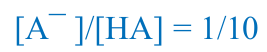 [A¯ ]/[HA] = 1/10